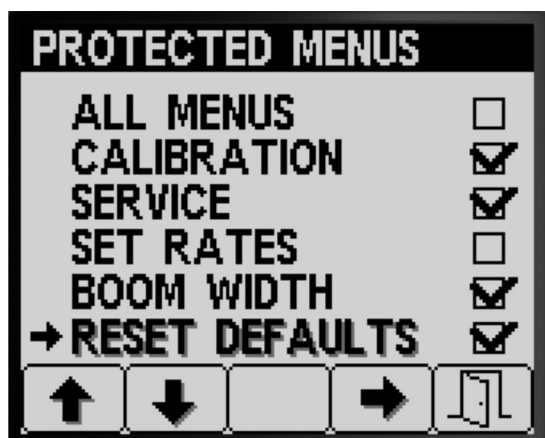 PROTECTED MENUS
ALL MENUS
CALIBRATION
SERVICE
SET RATES
BOOM WIDTH
RESET DEFAULTS